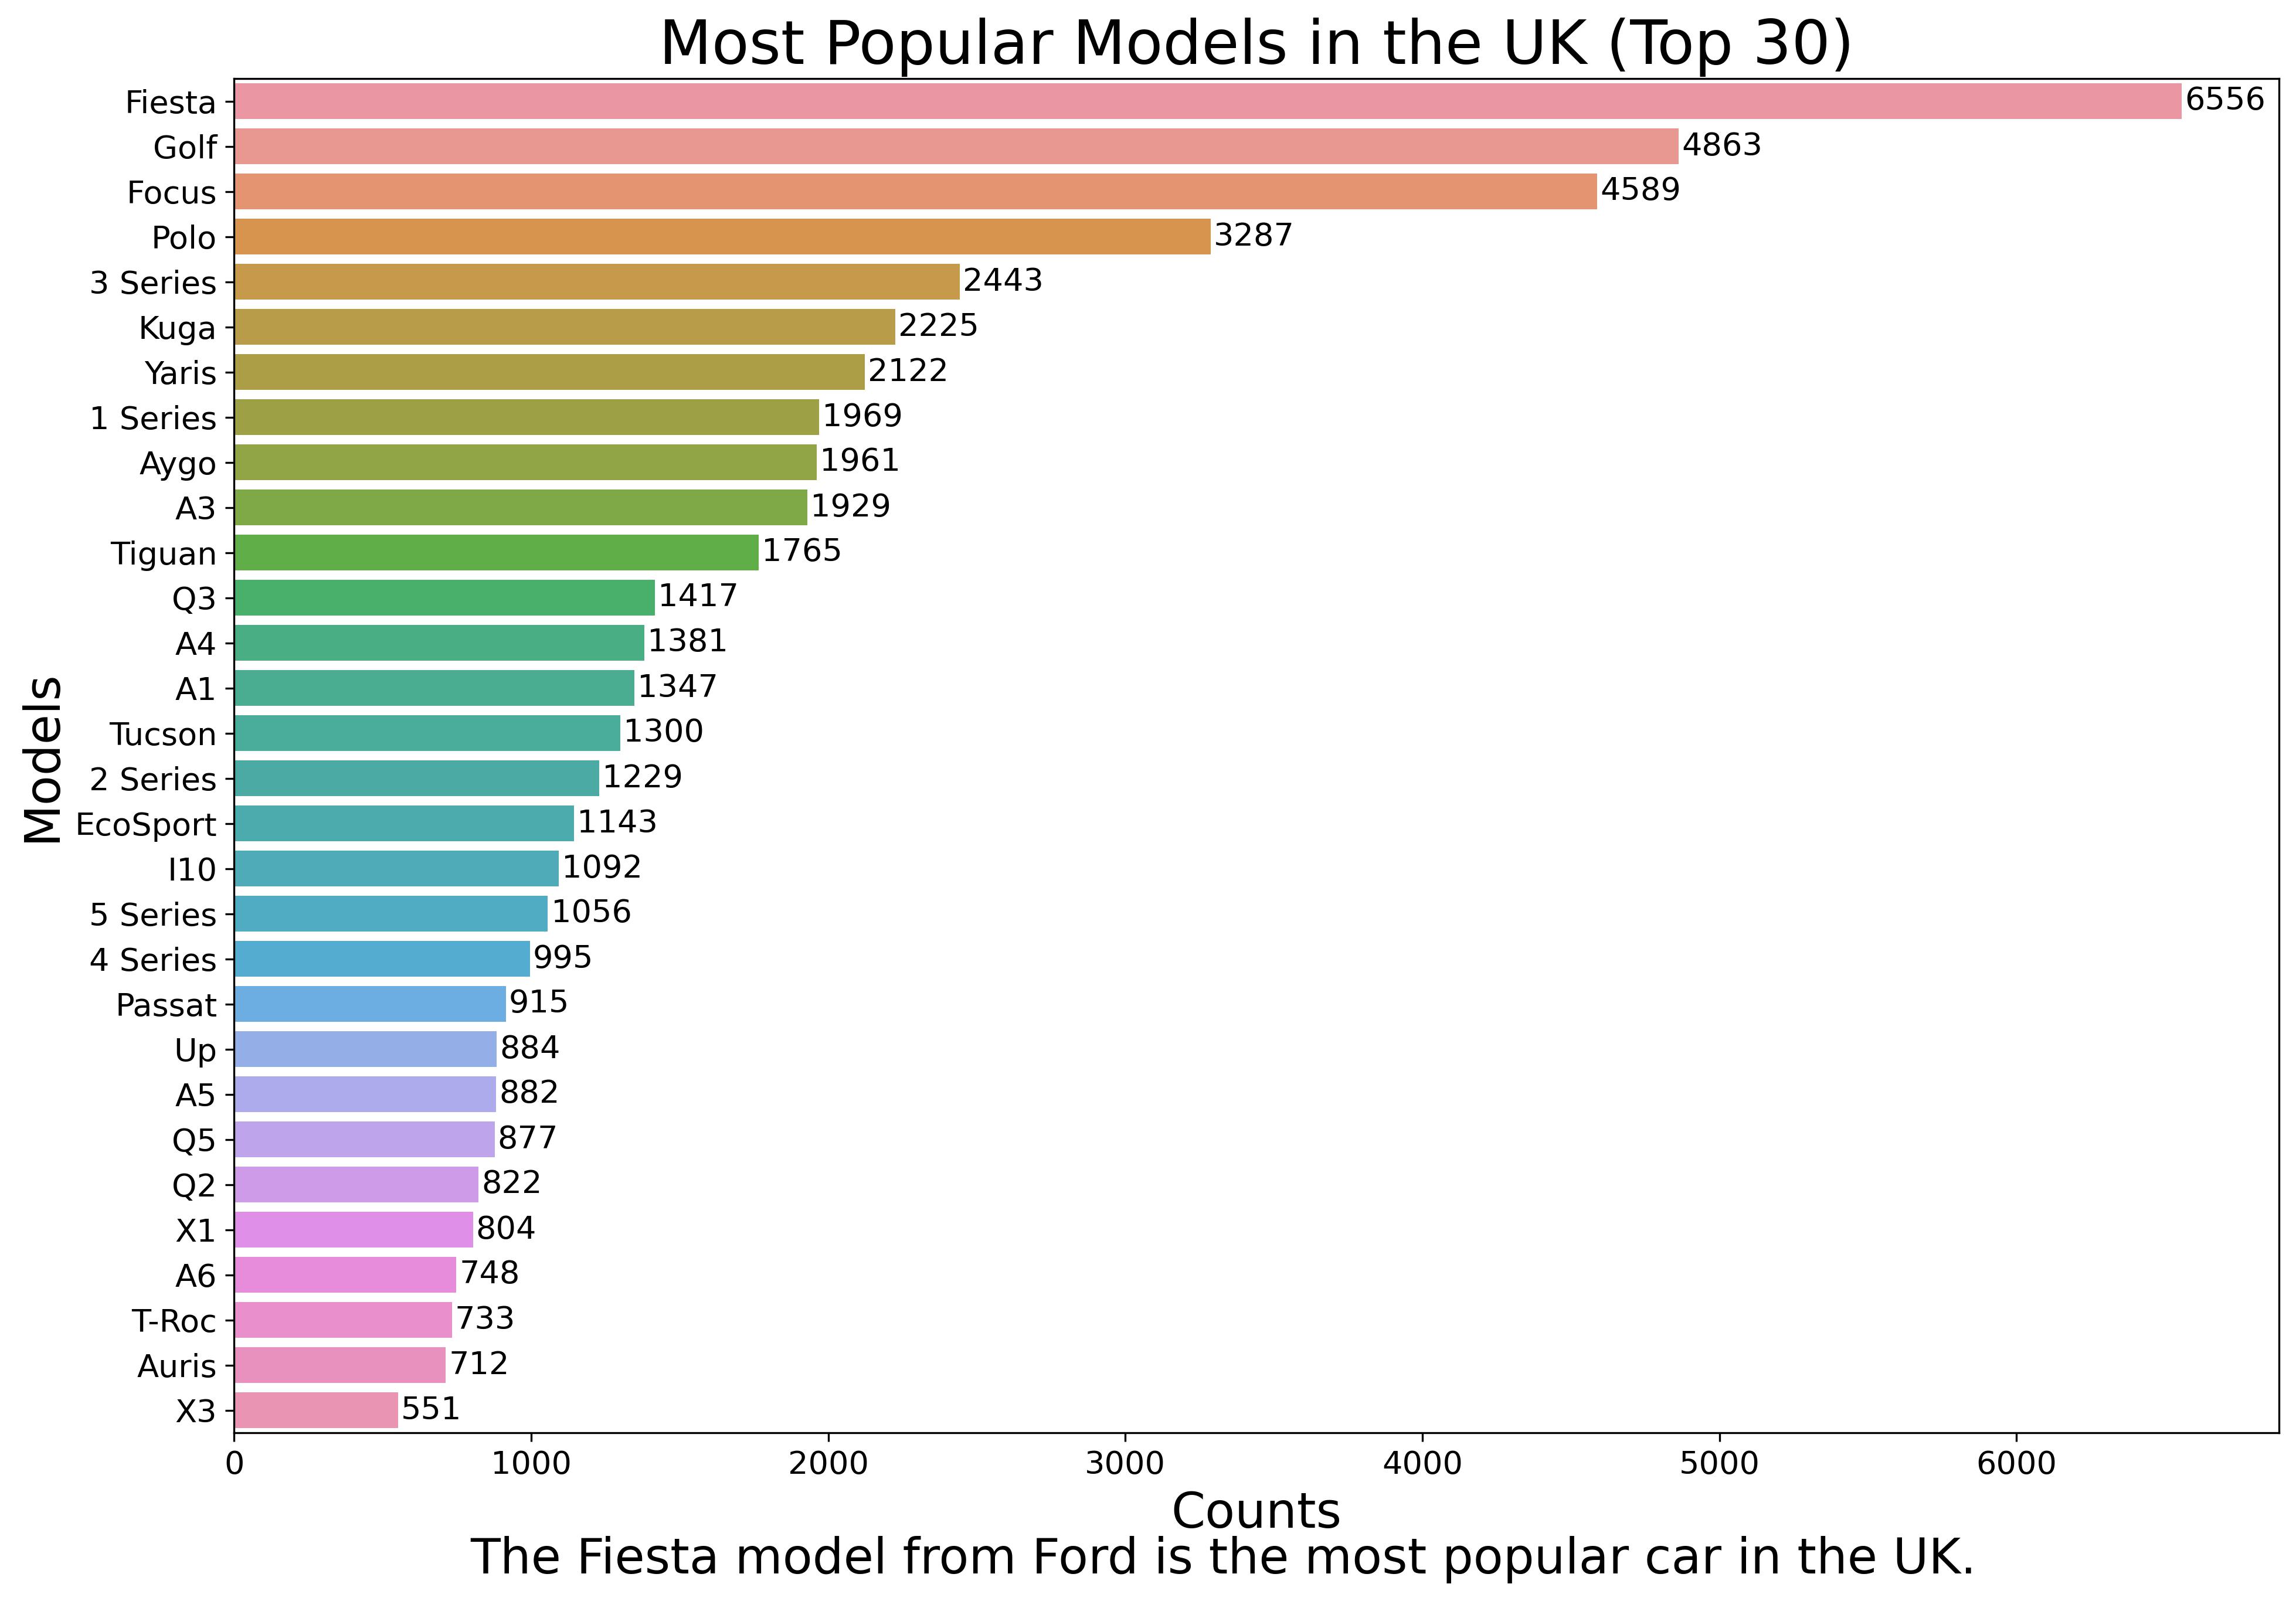 Most Popular Models in the UK (Top 30)
Fiesta 6556
Golf 4863
Focus 4589
Polo 3287
3 Series 2443
Kuga 2225
Yaris 2122
1 Series 1969
Aygo 1961
A3 1929
Tiguan 1765
Q3 1417
A4 1381
A1 1347
Tucson 1300
2 Series 1229
EcoSport 1143
I10 1092
5 Series 1056
4 Series 995
Passat 915
Up 884
A5 882
Q5 877
Q2 822
X1 804
A6 748
T-Roc 733
Auris 712
X3 551
Models
0 1000 2000 3000 4000 5000 6000
Counts
The Fiesta model from Ford is the most popular car in the UK.